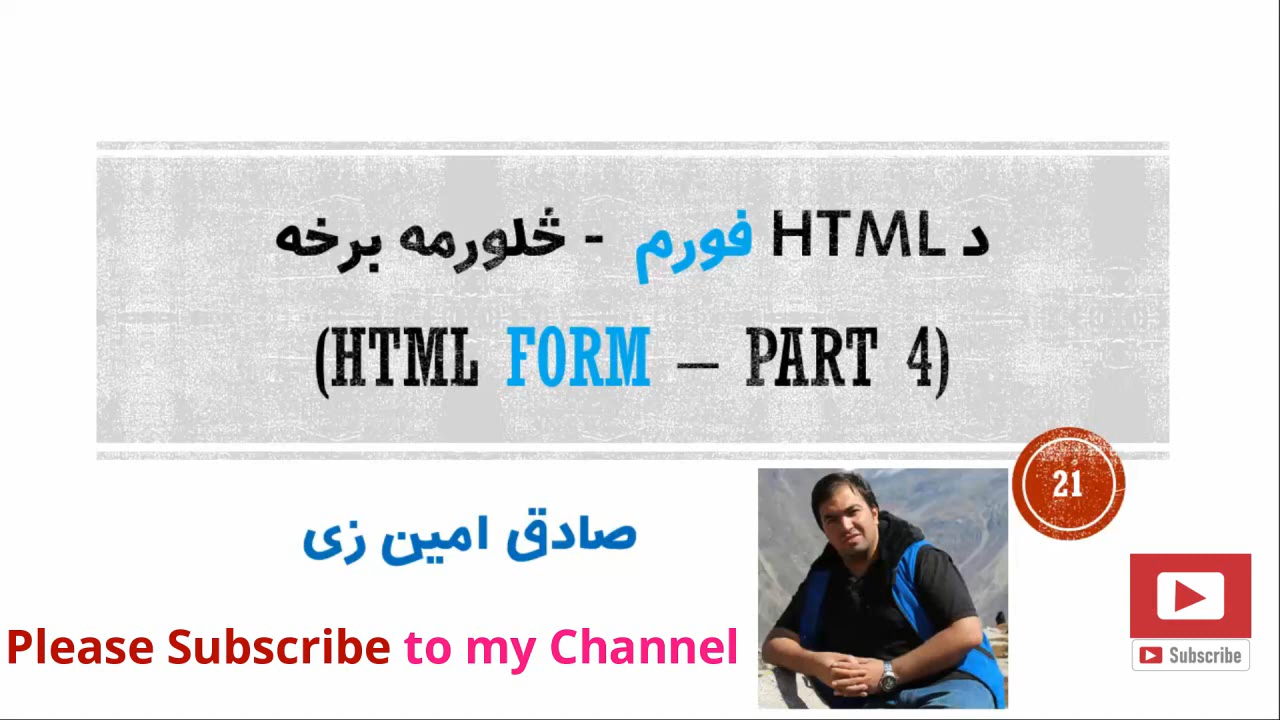 د HTML فورم - څلورمه برخه
(HTML FORM – PART 4)
21
صادق امین زی
Please Subscribe to my Channel
Subscribe